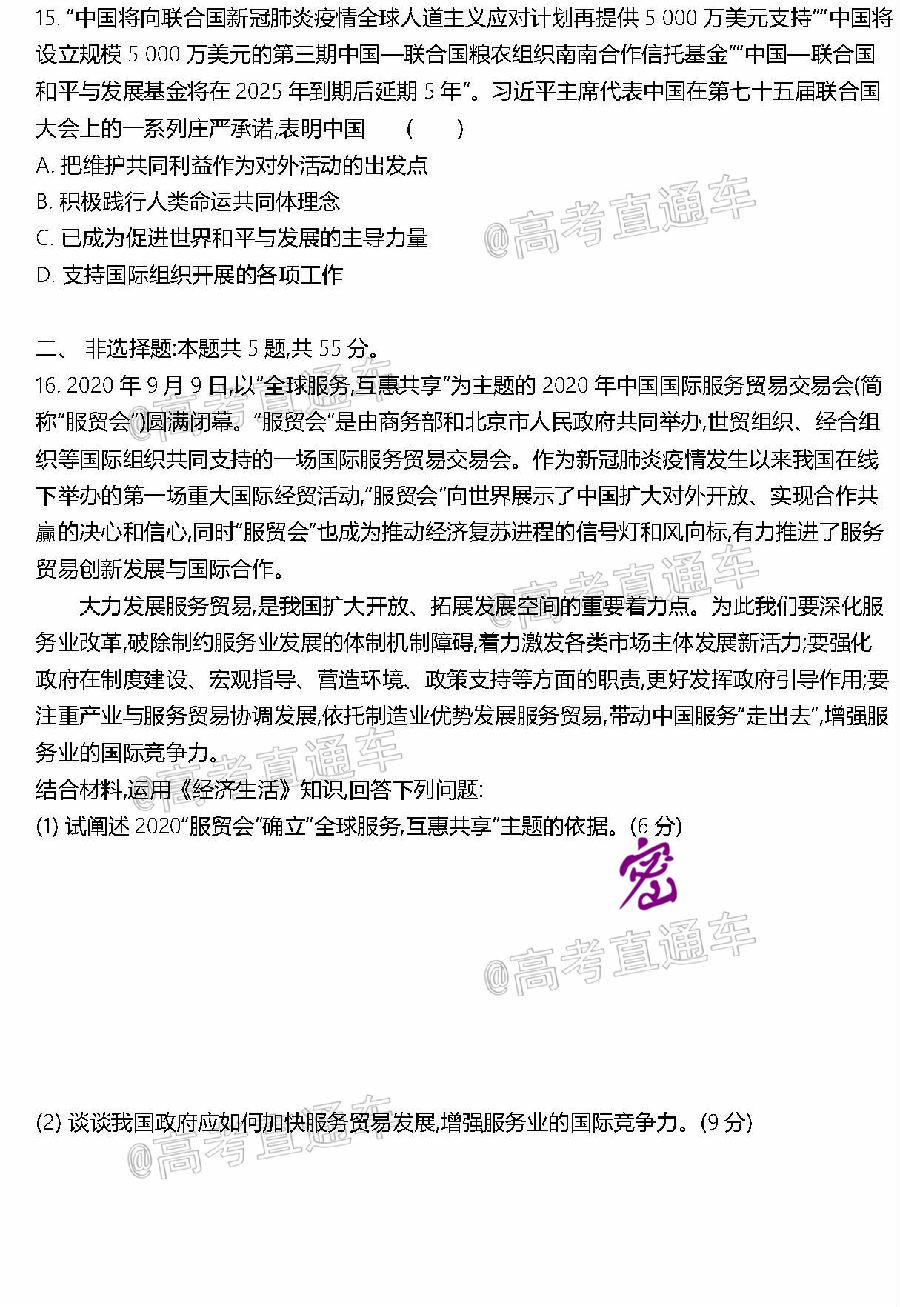 15. “中国将向联合国新冠肺炎疫情全球人道主义应对计划再提供 5 000 万美元支持”“中国将
设立规模 5 000 万美元的第三期中国—联合国粮农组织南南合作信托基金”“中国—联合国
和平与发展基金将在 2025 年到期后延期 5 年”。习近平主席代表中国在第七十五届联合国
大会上的一系列庄严承诺,表明中国 ( )
A. 把维护共同利益作为对外活动的出发点
B. 积极践行人类命运共同体理念
@高考直通车
C. 已成为促进世界和平与发展的主导力量
D. 支持国际组织开展的各项工作
二、 非选择题:本题共 5 题,共 55 分。
@高考直通车
16. 2020 年 9 月 9 日,以“全球服务,互惠共享”为主题的 2020 年中国国际服务贸易交易会(简
称“服贸会”)圆满闭幕。“服贸会”是由商务部和北京市人民政府共同举办,世贸组织、经合组
织等国际组织共同支持的一场国际服务贸易交易会。作为新冠肺炎疫情发生以来我国在线
下举办的第一场重大国际经贸活动,“服贸会”向世界展示了中国扩大对外开放、实现合作共
赢的决心和信心,同时“服贸会”也成为推动经济复苏进程的信号灯和风向标,有力推进了服务
贸易创新发展与国际合作。
@高考直通车
大力发展服务贸易,是我国扩大开放、拓展发展空间的重要着力点。为此我们要深化服
务业改革,破除制约服务业发展的体制机制障碍,着力激发各类市场主体发展新活力;要强化
政府在制度建设、宏观指导、营造环境、政策支持等方面的职责,更好发挥政府引导作用;要
注重产业与服务贸易协调发展,依托制造业优势发展服务贸易,带动中国服务“走出去”,增强服
务业的国际竞争力。
@高考直通车
结合材料,运用《经济生活》知识,回答下列问题:
(1) 试阐述 2020“服贸会”确立“全球服务,互惠共享”主题的依据。(6 分)
密
@高考直通车
(2) 谈谈我国政府应如何加快服务贸易发展,增强服务业的国际竞争力。(9 分)
@高考直通车